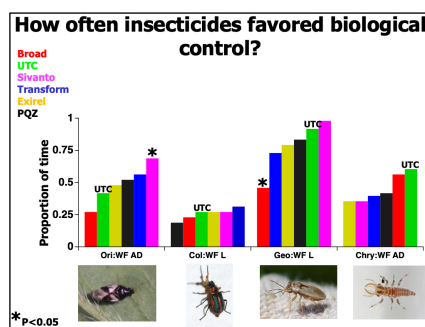 How often insecticides favored biological
control?
Broad
UTC
Sivanto
Transform
Exirel
PQZ
Proportion of time
1
0.75
0.5
0.25
0
UTC
*
UTC
*
UTC
UTC
Ori:WF AD
Col:WF L
Geo:WF L
Chry:WF AD
*P<0.05